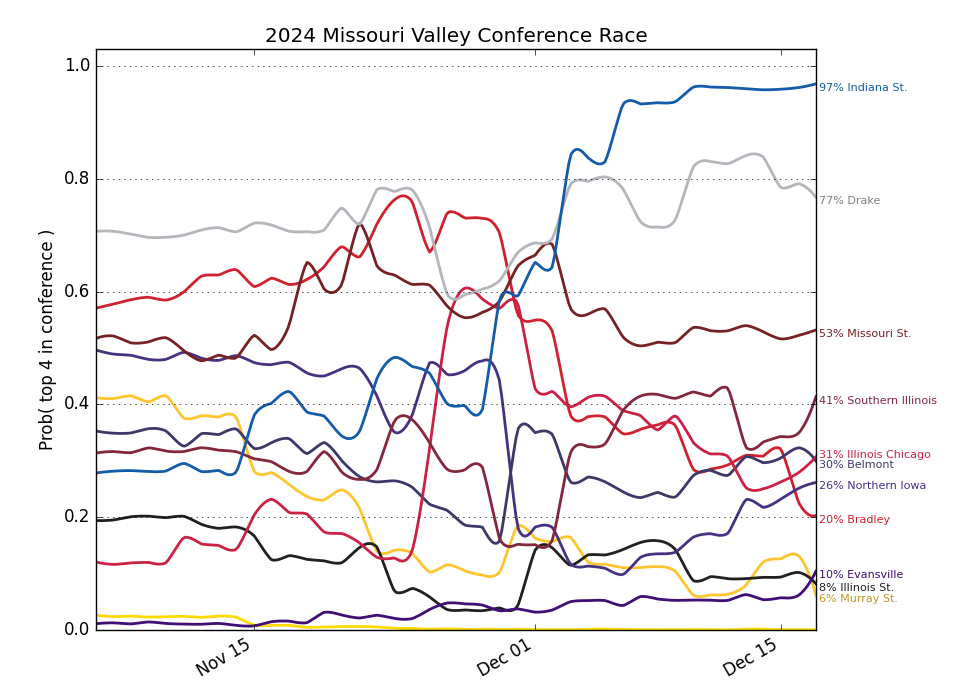 2024 Missouri Valley Conference Race
Prob( top 4 in conference )
1.0
0.8
0.6
0.4
0.2
0.0
Nov 15
Dec 01
Dec 15
97% Indiana St.
77% Drake
53% Missouri St.
41% Southern Illinois
31% Illinois Chicago
30% Belmont
26% Northern Iowa
20% Bradley
10% Evansville
8% Illinois St.
6% Murray St.